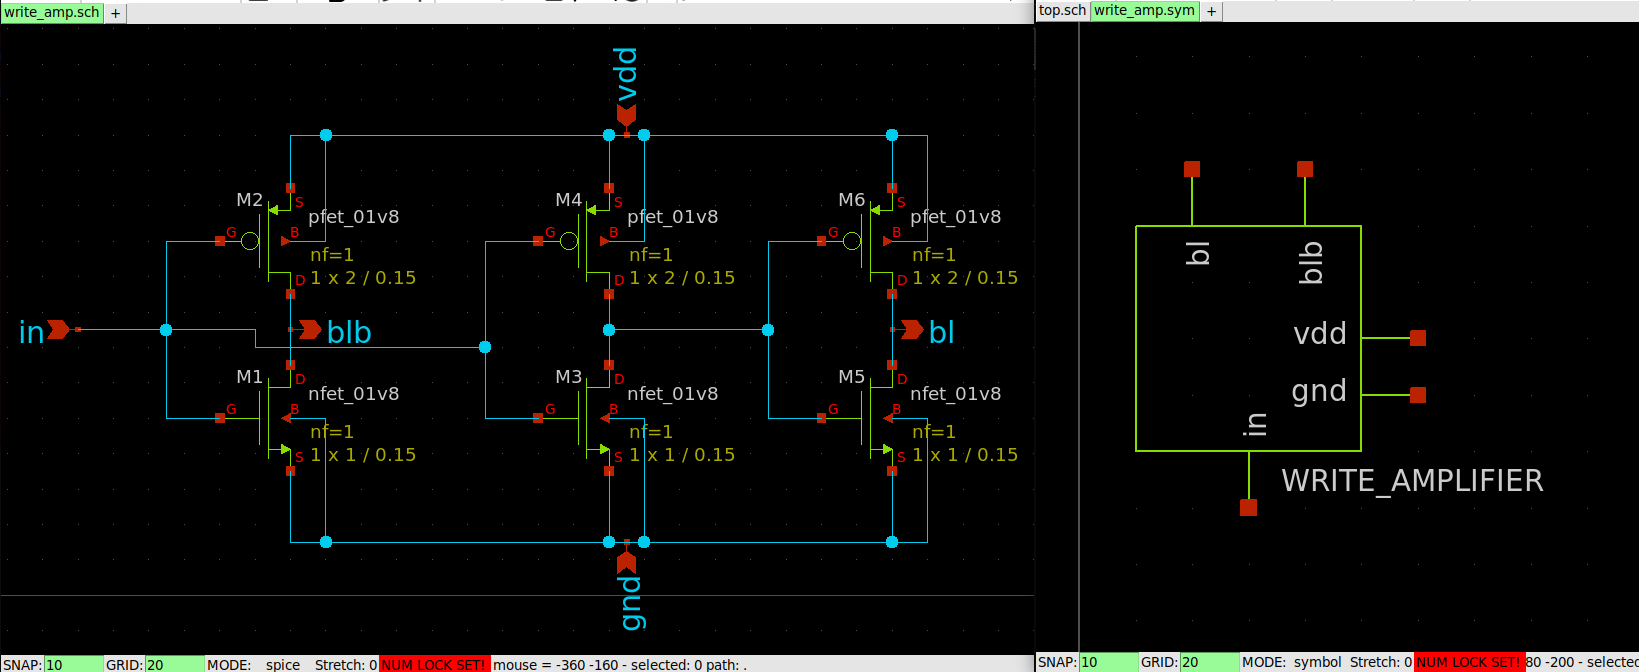 write_amp.sch +
top.sch write_amp.sym +
vdd
M2 S pfet_01v8
G B
nf=1
D 1 x 2 / 0.15
M4 S pfet_01v8
G B
nf=1
D 1 x 2 / 0.15
M6 S pfet_01v8
G B
nf=1
D 1 x 2 / 0.15
in
blb
bl
M1 D nfet_01v8
G B
nf=1
S 1 x 1 / 0.15
M3 D nfet_01v8
G B
nf=1
S 1 x 1 / 0.15
M5 D nfet_01v8
G B
nf=1
S 1 x 1 / 0.15
gnd
bl
blb
vdd
gnd
in
WRITE_AMPLIFIER
SNAP: 10 GRID: 20 MODE: spice Stretch: 0 NUM LOCK SET! mouse = -360 -160 - selected: 0 path: .
SNAP: 10 GRID: 20 MODE: symbol Stretch: 0 NUM LOCK SET! 80 -200 - selected